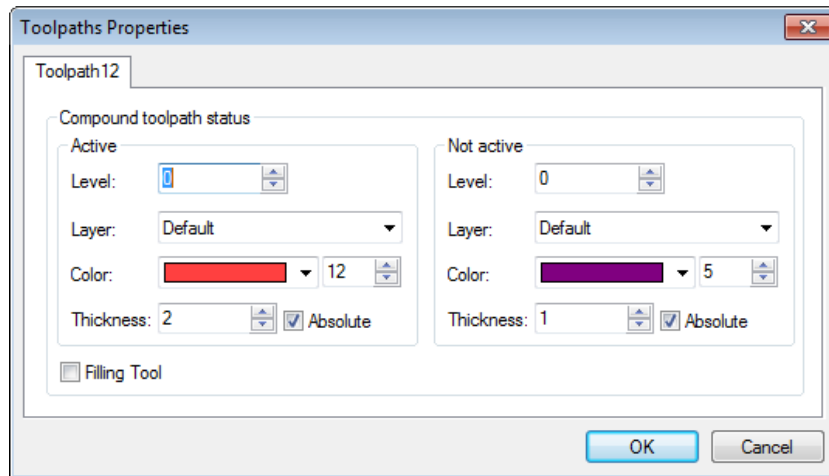 Toolpaths Properties
Toolpath12
Compound toolpath status
Active
Level: 0
Layer: Default
Color: 12
Thickness: 2 Absolute
Not active
Level: 0
Layer: Default
Color: 5
Thickness: 1 Absolute
Filling Tool
OK Cancel